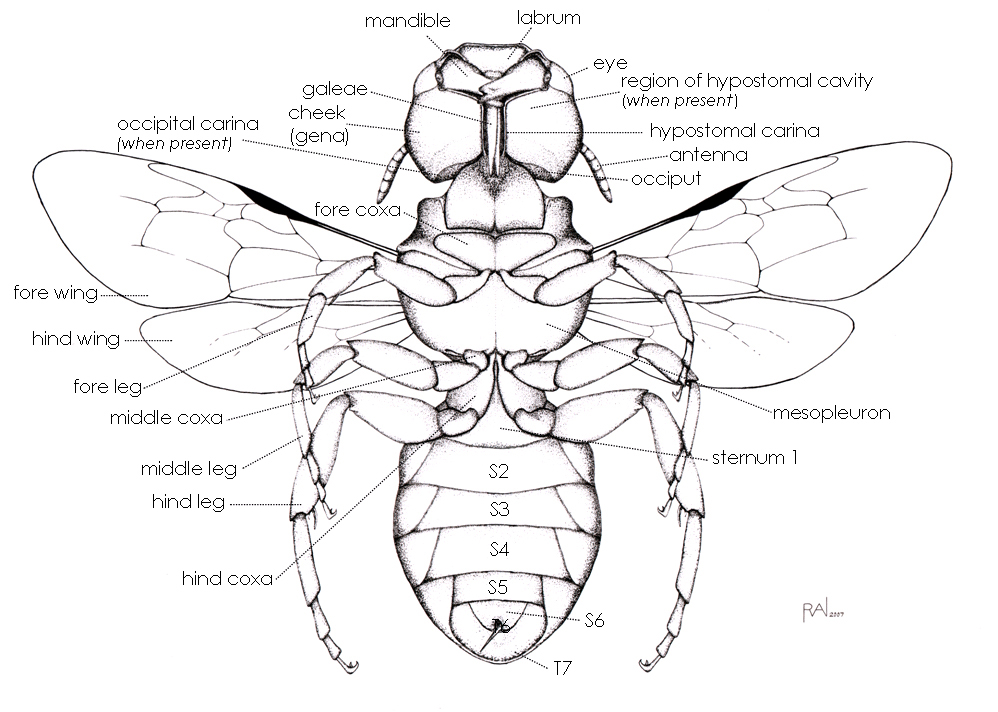 mandible
labrum
eye
galeae
region of hypostomal cavity
(when present)
cheek
(gena)
occipital carina
(when present)
hypostomal carina
antenna
occiput
fore coxa
fore wing
hind wing
fore leg
middle coxa
mesopleuron
sternum 1
middle leg
S2
hind leg
S3
S4
hind coxa
S5
S6
T7
RAI 2007